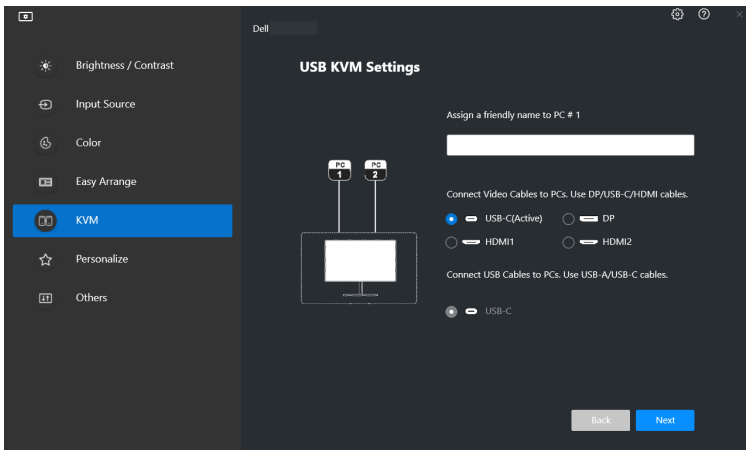 Dell
Brightness / Contrast
Input Source
Color
Easy Arrange
KVM
Personalize
Others
USB KVM Settings
PC 1
PC 2
Assign a friendly name to PC # 1
Connect Video Cables to PCs. Use DP/USB-C/HDMI cables.
USB-C(Active) DP
HDMI1 HDMI2
Connect USB Cables to PCs. Use USB-A/USB-C cables.
USB-C
Back Next